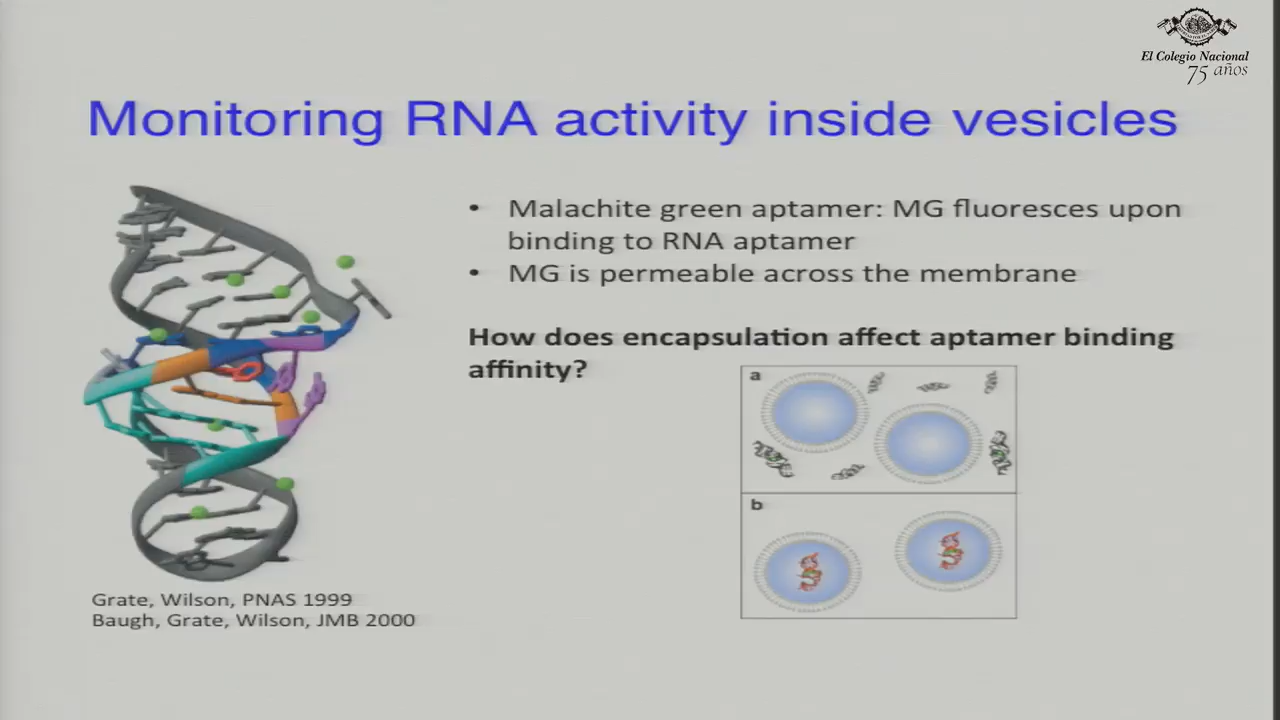 El Colegio Nacional
75 años
Monitoring RNA activity inside vesicles
• Malachite green aptamer: MG fluoresces upon
binding to RNA aptamer
• MG is permeable across the membrane
How does encapsulation affect aptamer binding
affinity?
a
b
Grate, Wilson, PNAS 1999
Baugh, Grate, Wilson, JMB 2000